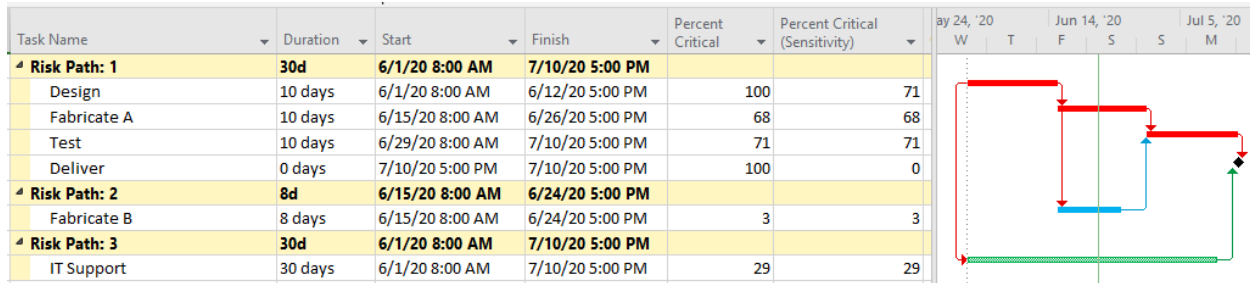 Percent Percent Critical ay 24, '20 Jun 14, '20 Jul 5, '20
Task Name Duration Start Finish Critical (Sensitivity) W T F S S M
Risk Path: 1 30d 6/1/20 8:00 AM 7/10/20 5:00 PM
Design 10 days 6/1/20 8:00 AM 6/12/20 5:00 PM 100 71
Fabricate A 10 days 6/15/20 8:00 AM 6/26/20 5:00 PM 68 68
Test 10 days 6/29/20 8:00 AM 7/10/20 5:00 PM 71 71
Deliver 0 days 7/10/20 5:00 PM 7/10/20 5:00 PM 100 0
Risk Path: 2 8d 6/15/20 8:00 AM 6/24/20 5:00 PM
Fabricate B 8 days 6/15/20 8:00 AM 6/24/20 5:00 PM 3 3
Risk Path: 3 30d 6/1/20 8:00 AM 7/10/20 5:00 PM
IT Support 30 days 6/1/20 8:00 AM 7/10/20 5:00 PM 29 29